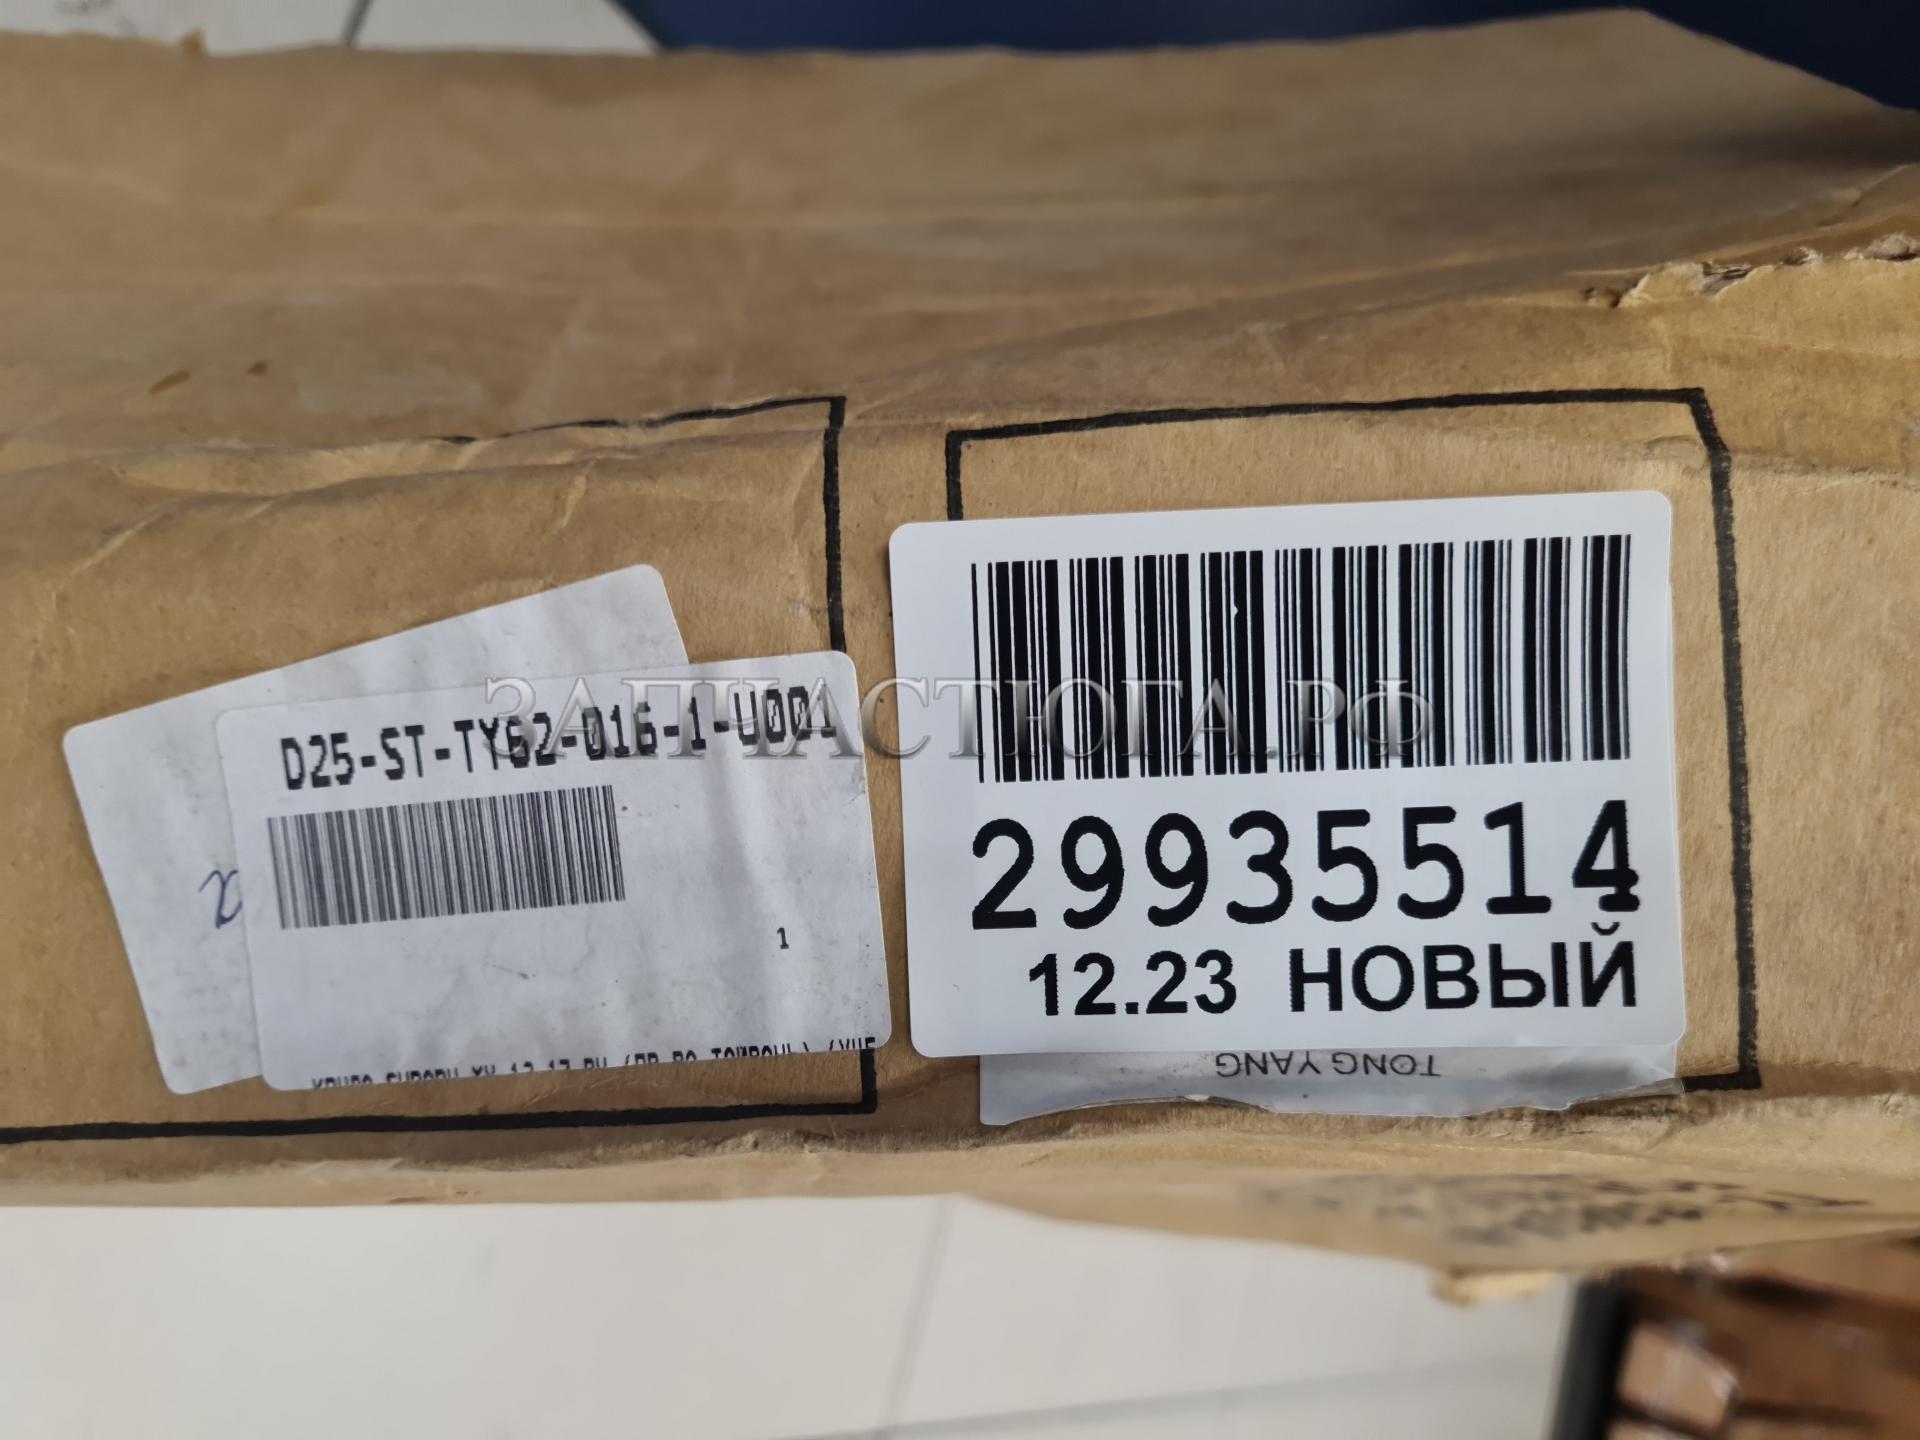 D25-ST-TY62-016-1-U001
1
ЗАПЧАСТЮГА.РФ
29935514
12.23 НОВЫЙ
TONG YANG